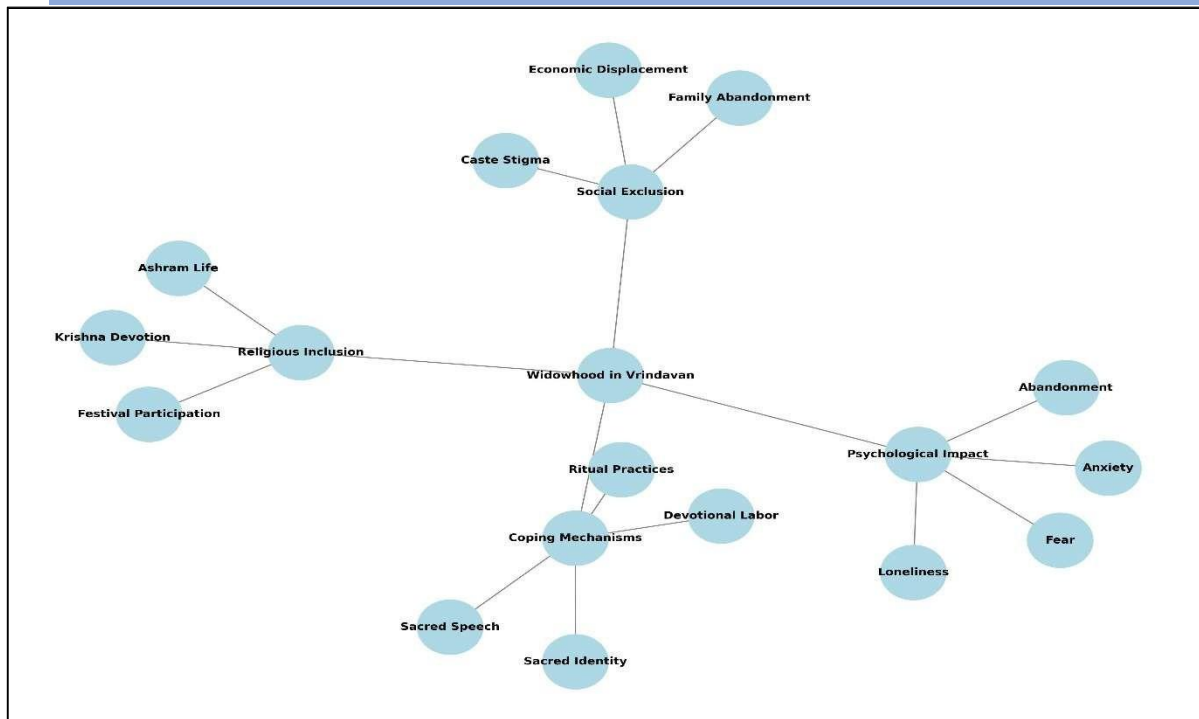 Economic Displacement
Family Abandonment
Caste Stigma
Social Exclusion
Ashram Life
Krishna Devotion
Religious Inclusion
Festival Participation
Widowhood in Vrindavan
Abandonment
Psychological Impact
Anxiety
Fear
Loneliness
Ritual Practices
Devotional Labor
Coping Mechanisms
Sacred Speech
Sacred Identity